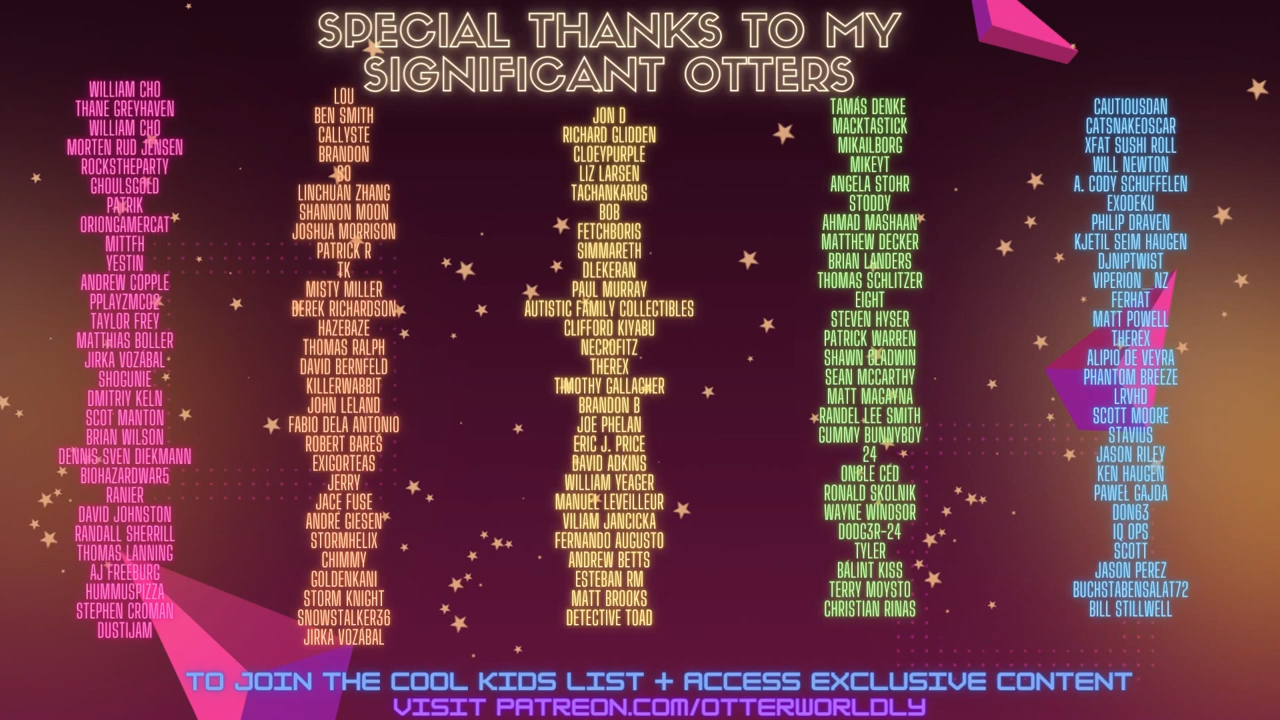 SPECIAL THANKS TO MY
SIGNIFICANT OTTERS
WILLIAM CHO
THANE GREYHAVEN
WILLIAM CHO
MORTEN RUD JENSEN
ROCKSTHEPARTY
GHOULSGOLD
PATRIK
ORIONGAMERCAT
MITTFH
YESTIN
ANDREW COPPLE
PPLAYZMC02
TAYLOR FREY
MATTHIAS BOLLER
JIRKA VOZÁBAL
SHOGUNIE
DMITRIY KELN
SCOT MANTON
BRIAN WILSON
DENNIS SVEN DIEKMANN
BIOHAZARDWAR5
RANIER
DAVID JOHNSTON
RANDALL SHERRILL
THOMAS LANNING
AJ FREEBURG
HUMMUSPIZZA
STEPHEN CROMAN
DUSTIJAM
LOU
BEN SMITH
CALLYSTE
BRANDON
BO
LINCHUAN ZHANG
SHANNON MOON
JOSHUA MORRISON
PATRICK R
TK
MISTY MILLER
DEREK RICHARDSON
HAZEBAZE
THOMAS RALPH
DAVID BERNFELD
KILLERWABBIT
JOHN LELAND
FABIO DELA ANTONIO
ROBERT BARES
EXIGORTEAS
JERRY
JACE FUSE
ANDRÉ GIESEN
STORMHELIX
CHIMMY
GOLDENKANI
STORM KNIGHT
SNOWSTALKER36
JIRKA VOZÁBAL
JON D
RICHARD GLIDDEN
CLOEYPURPLE
LIZ LARSEN
TACHANKARUS
BOB
FETCHBORIS
SIMMARETH
DLEKERAN
PAUL MURRAY
AUTISTIC FAMILY COLLECTIBLES
CLIFFORD KIYABU
NECROFITZ
THEREX
TIMOTHY GALLAGHER
BRANDON B
JOE PHELAN
ERIC J. PRICE
DAVID ADKINS
WILLIAM YEAGER
MANUEL LEVEILLEUR
VILIAM JANCICKA
FERNANDO AUGUSTO
ANDREW BETTS
ESTEBAN RM
MATT BROOKS
DETECTIVE TOAD
TAMÁS DENKE
MACKTASTICK
MIKAILBORG
MIKEYT
ANGELA STOHR
STODDY
AHMAD MASHAAN
MATTHEW DECKER
BRIAN LANDERS
THOMAS SCHLITZER
EIGHT
STEVEN HYSER
PATRICK WARREN
SHAWN GLADWIN
SEAN MCCARTHY
MATT MAGAYNA
RANDEL LEE SMITH
GUMMY BUNNYBOY
24
ONCLE CÉD
RONALD SKOLNIK
WAYNE WINDSOR
DODG3R-24
TYLER
BÁLINT KISS
TERRY MOYSTO
CHRISTIAN RINAS
CAUTIOUSDAN
CATSNAKEOSCAR
XFAT SUSHI ROLL
WILL NEWTON
A. CODY SCHUFFELEN
EXODEKU
PHILIP DRAVEN
KJETIL SEIM HAUGEN
DJNIPTWIST
VIPERION_NZ
FERHAT
MATT POWELL
THEREX
ALIPIO DE VEYRA
PHANTOM BREEZE
LRVHD
SCOTT MOORE
STAVIUS
JASON RILEY
KEN HAUGEN
PAWEŁ GAJDA
DON63
IQ OPS
SCOTT
JASON PEREZ
BUCHSTABENSALAT72
BILL STILLWELL
TO JOIN THE COOL KIDS LIST + ACCESS EXCLUSIVE CONTENT
VISIT PATREON.COM/OTTERWORLDLY